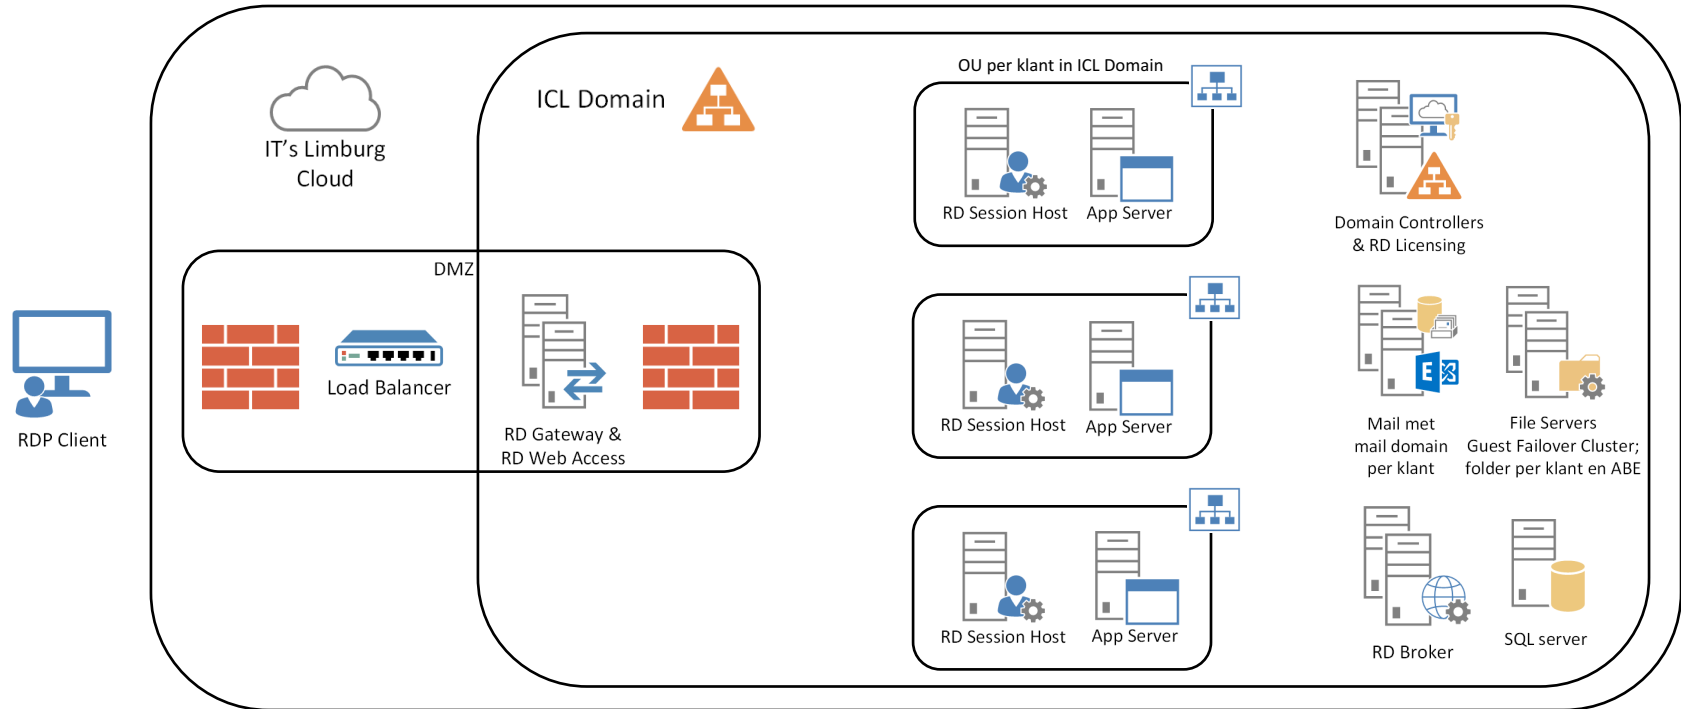 IT's Limburg
Cloud
ICL Domain
OU per klant in ICL Domain
RD Session Host
App Server
Domain Controllers
& RD Licensing
DMZ
Load Balancer
RD Gateway &
RD Web Access
RDP Client
RD Session Host
App Server
E
Mail met
mail domain
per klant
File Servers
Guest Failover Cluster;
folder per klant en ABE
RD Session Host
App Server
RD Broker
SQL server